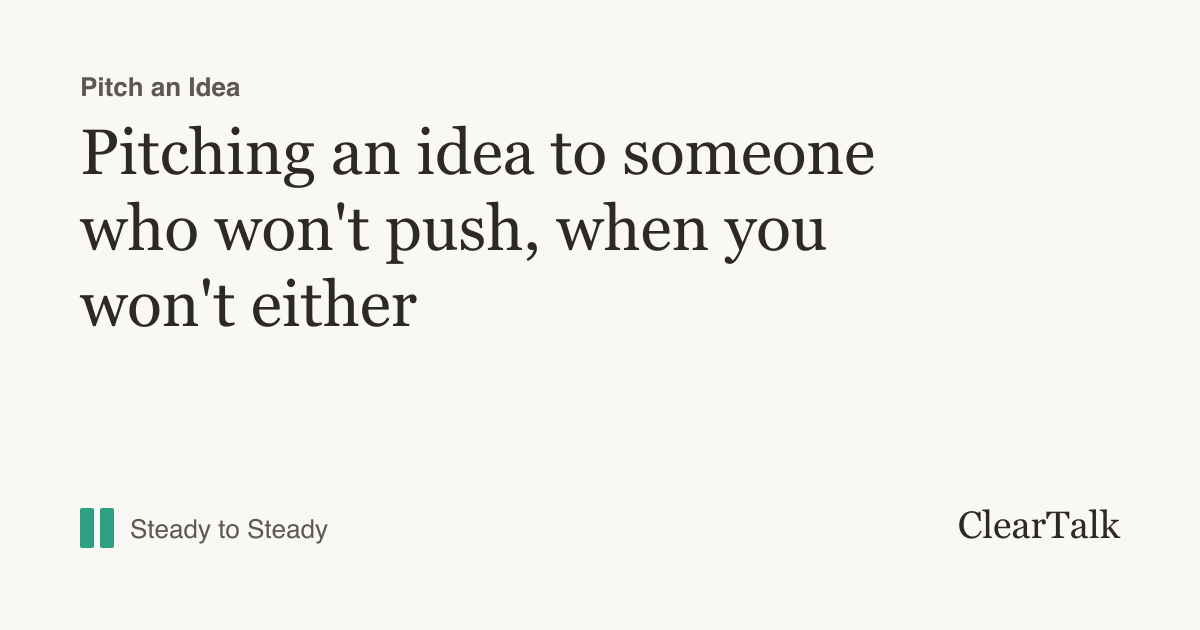 Pitch an Idea
Pitching an idea to someone
who won't push, when you
won't either
Steady to Steady
ClearTalk